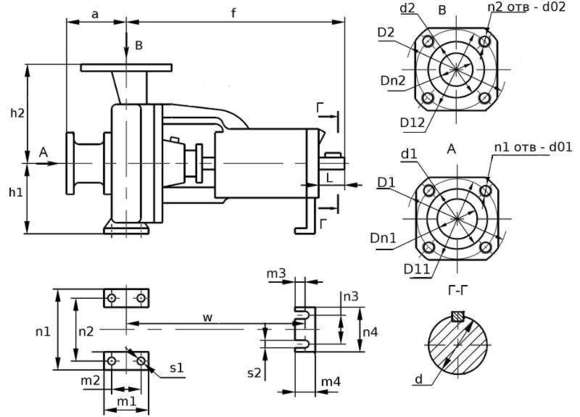 a
f
B
h2
A
h1
Г
L
Г
B
d2
n2 отв - d02
D2
Dn2
D12
A
d1
n1 отв - d01
D1
Dn1
D11
Г-Г
d
m3
n3
w
n1
n2
n4
s2
s1
m2
m4
m1